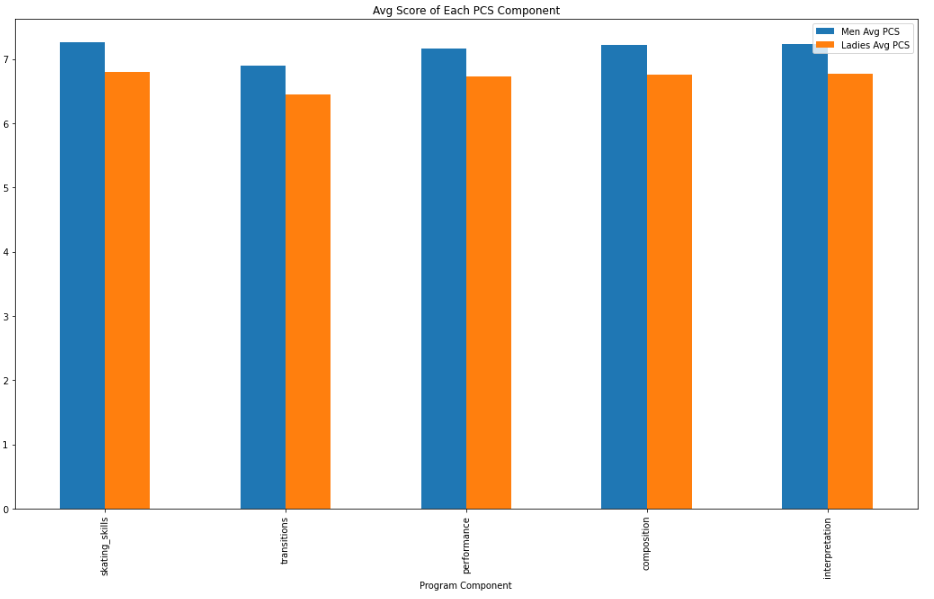 Avg Score of Each PCS Component
Men Avg PCS
Ladies Avg PCS
7
6
5
4
3
2
1
0
skating_skills
transitions
performance
composition
interpretation
Program Component